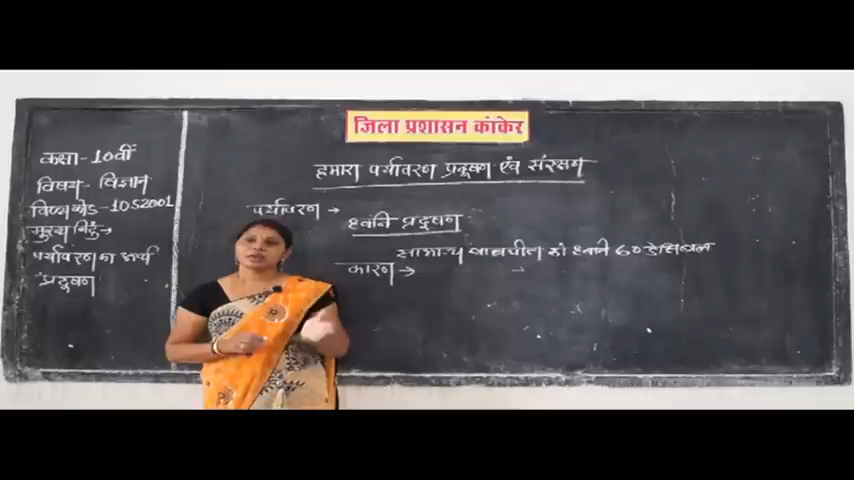 जिला प्रशासन कांकेर
कक्षा- 10वीं
विषय- विज्ञान
विषय कोड- 1052001
मुख्य बिंदु→
पर्यावरण का अर्थ
प्रदूषण
हमारा पर्यावरण प्रदूषण एवं संरक्षण
पर्यावरण →
ध्वनि प्रदूषण
सामान्य बातचीत की ध्वनि 60 डेसिबल
कारण →